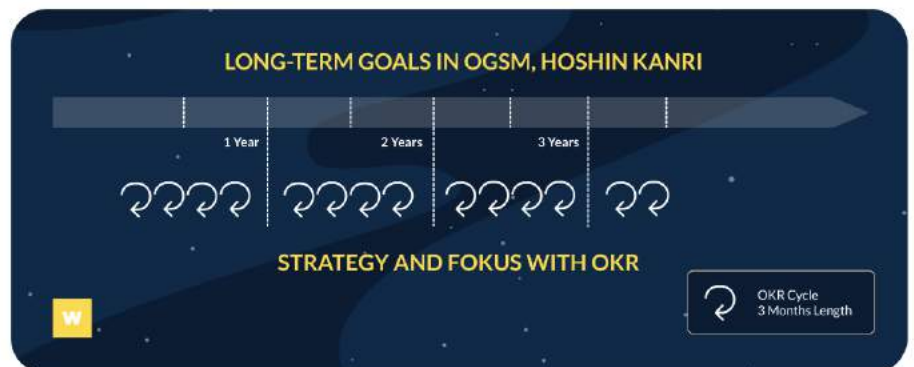 LONG-TERM GOALS IN OGSM, HOSHIN KANRI
1 Year
2 Years
3 Years
STRATEGY AND FOKUS WITH OKR
W
OKR Cycle
3 Months Length